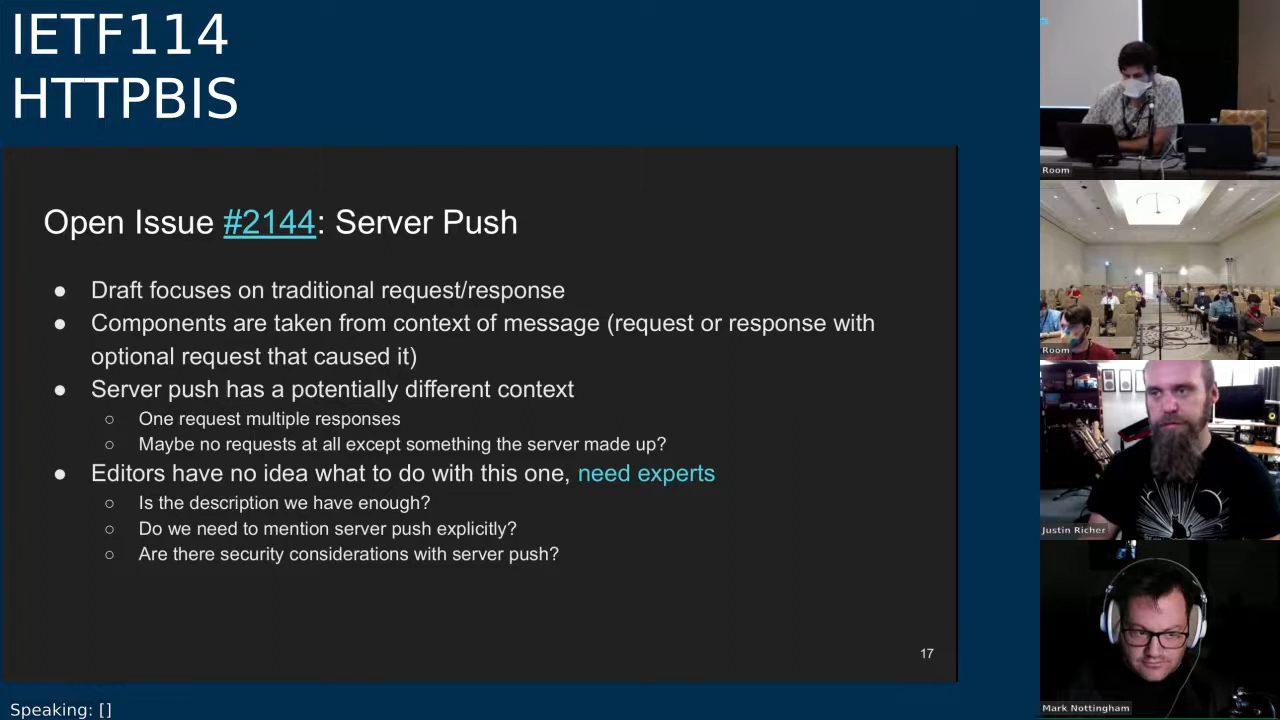 IETF114
HTTPBIS
Open Issue #2144: Server Push
● Draft focuses on traditional request/response
● Components are taken from context of message (request or response with
optional request that caused it)
● Server push has a potentially different context
○ One request multiple responses
○ Maybe no requests at all except something the server made up?
● Editors have no idea what to do with this one, need experts
○ Is the description we have enough?
○ Do we need to mention server push explicitly?
○ Are there security considerations with server push?
17
Speaking: []
Room
Room
Justin Richer
Mark Nottingham